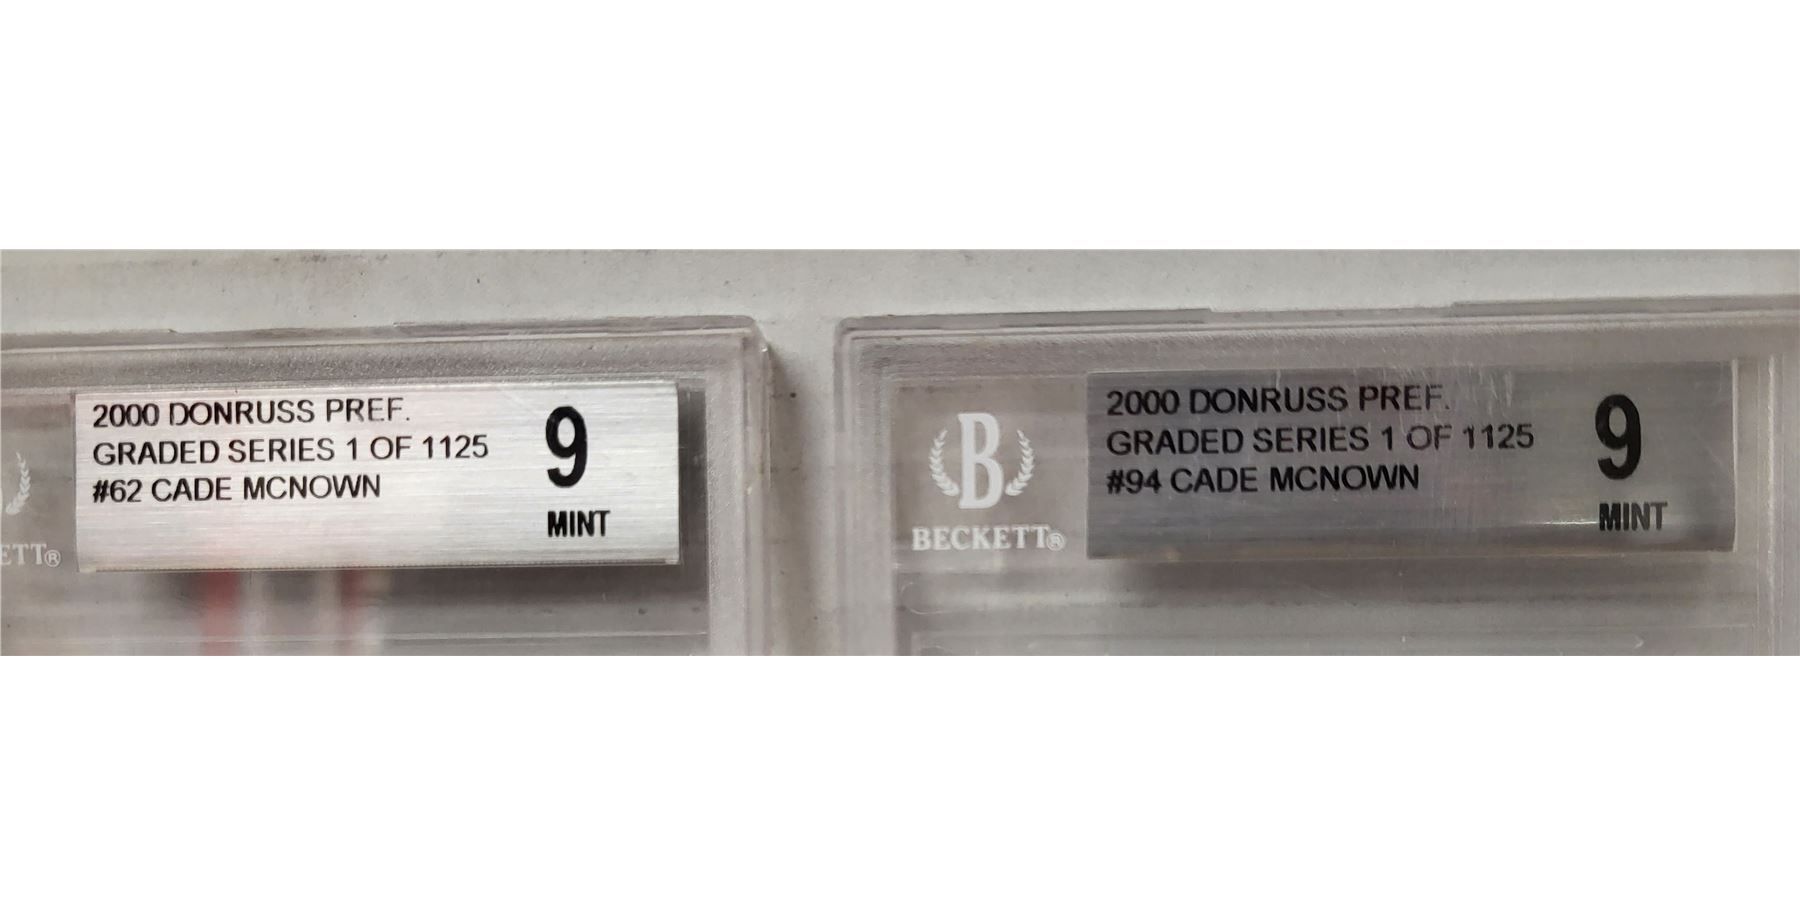 2000 DONRUSS PREF.
GRADED SERIES 1 OF 1125
#62 CADE MCNOWN
9
MINT
ETT®
B
BECKETT®
2000 DONRUSS PREF.
GRADED SERIES 1 OF 1125
#94 CADE MCNOWN
9
MINT